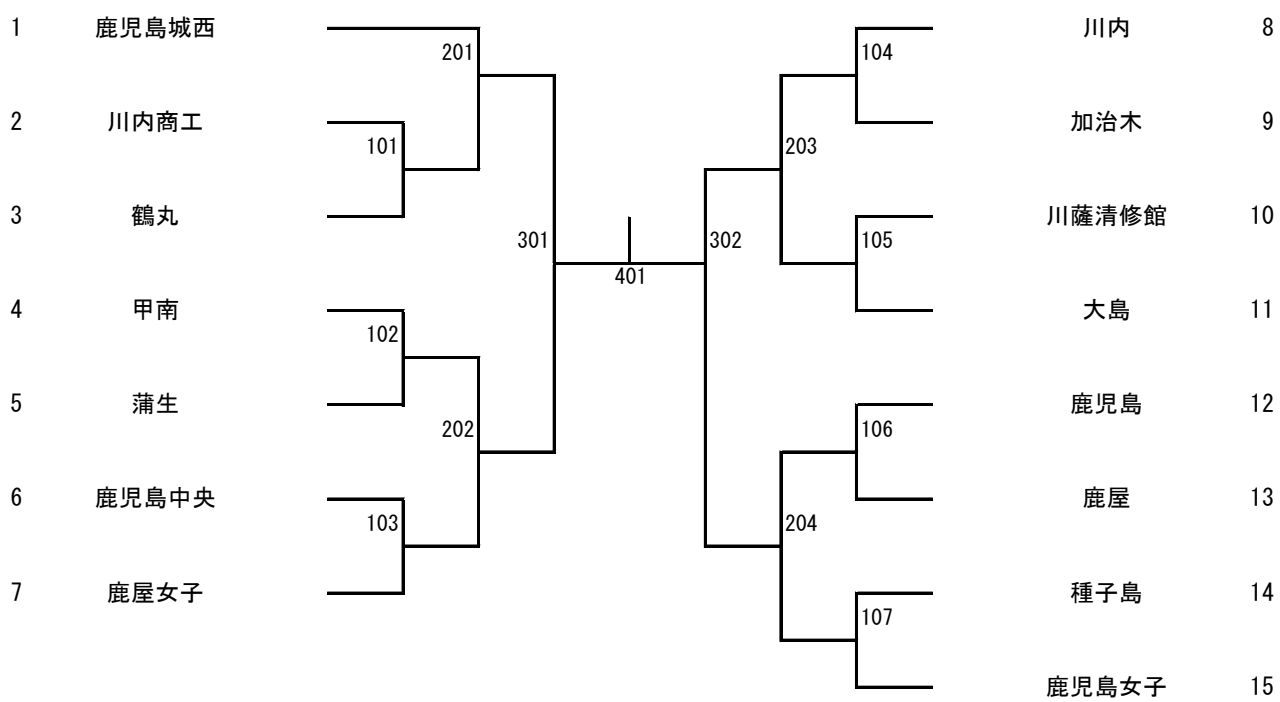 1 鹿児島城西
201
2 川内商工
101
3 鶴丸
301
4 甲南
102
5 蒲生
202
6 鹿児島中央
103
7 鹿屋女子
401
川内 8
104
加治木 9
203
川薩清修館 10
302
105
大島 11
鹿児島 12
106
鹿屋 13
204
種子島 14
107
鹿児島女子 15